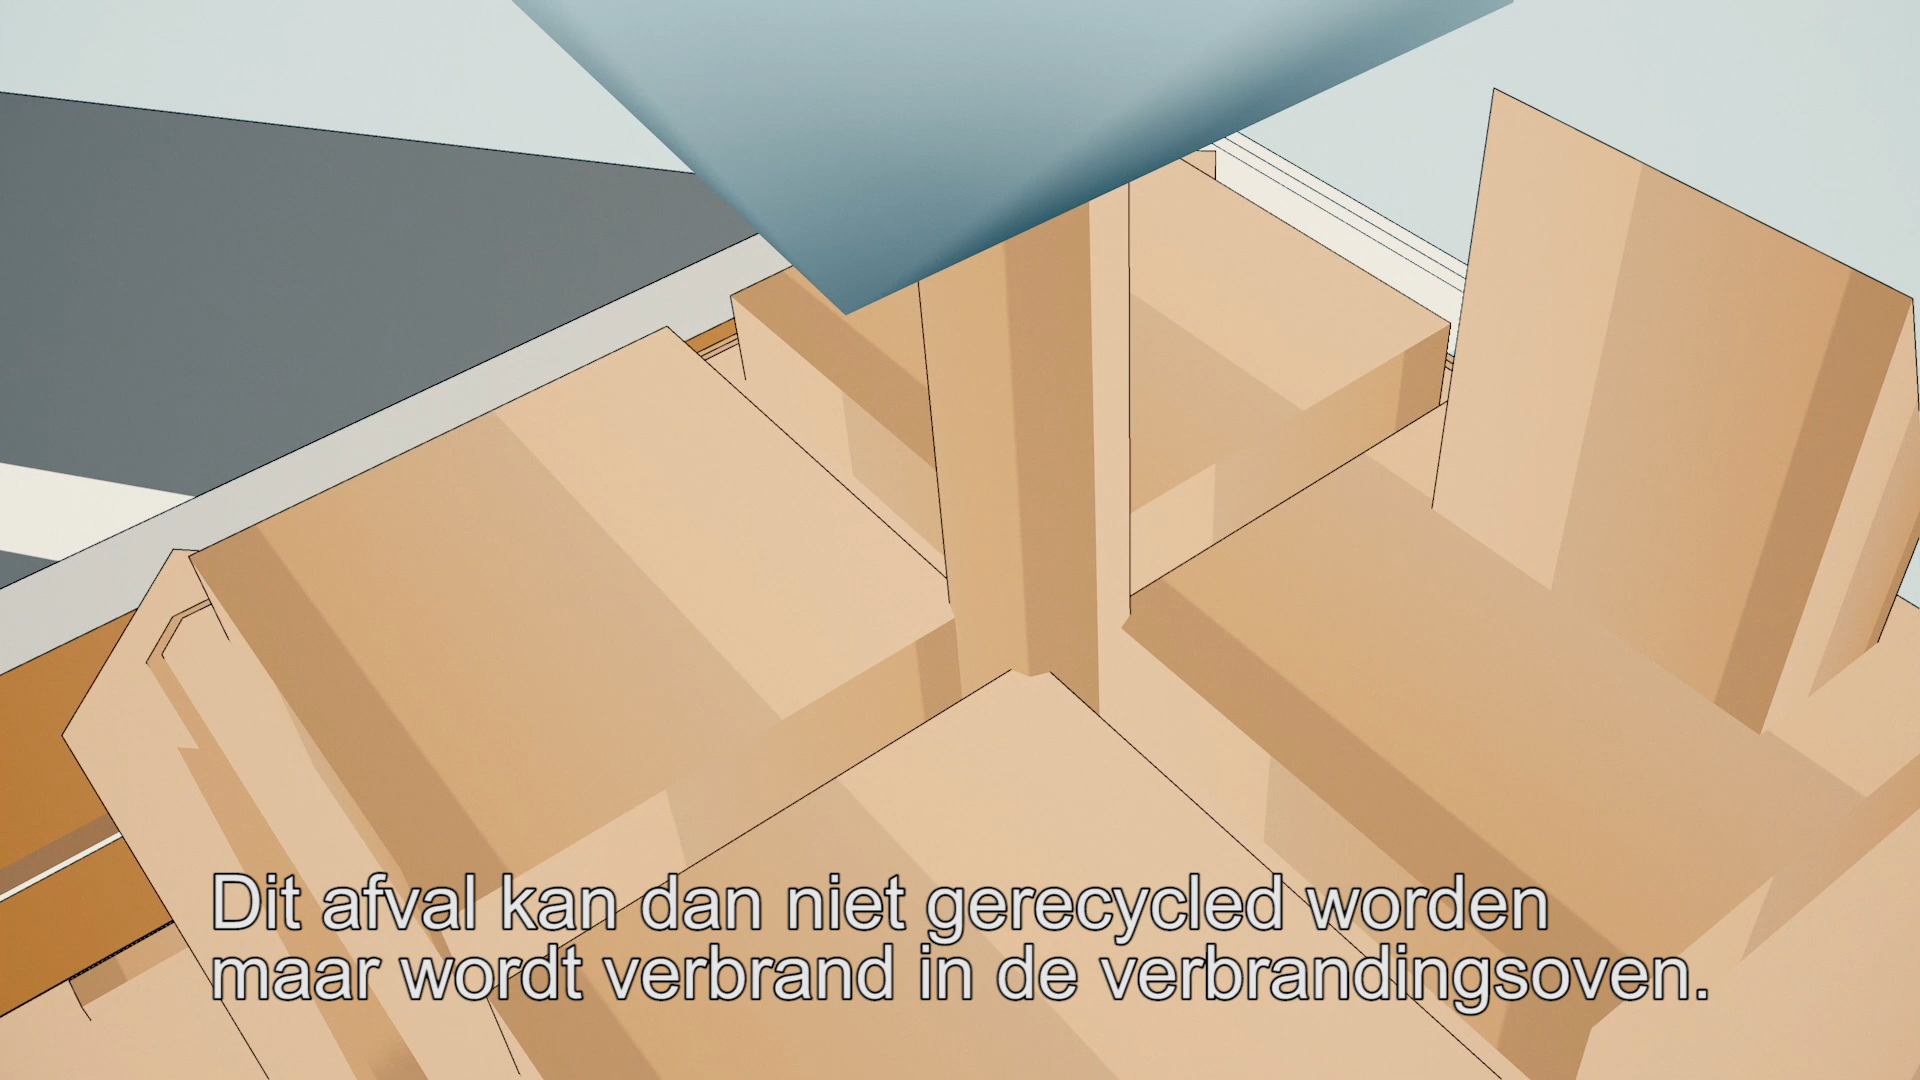 Dit afval kan dan niet gerecycled worden
maar wordt verbrand in de verbrandingsoven.